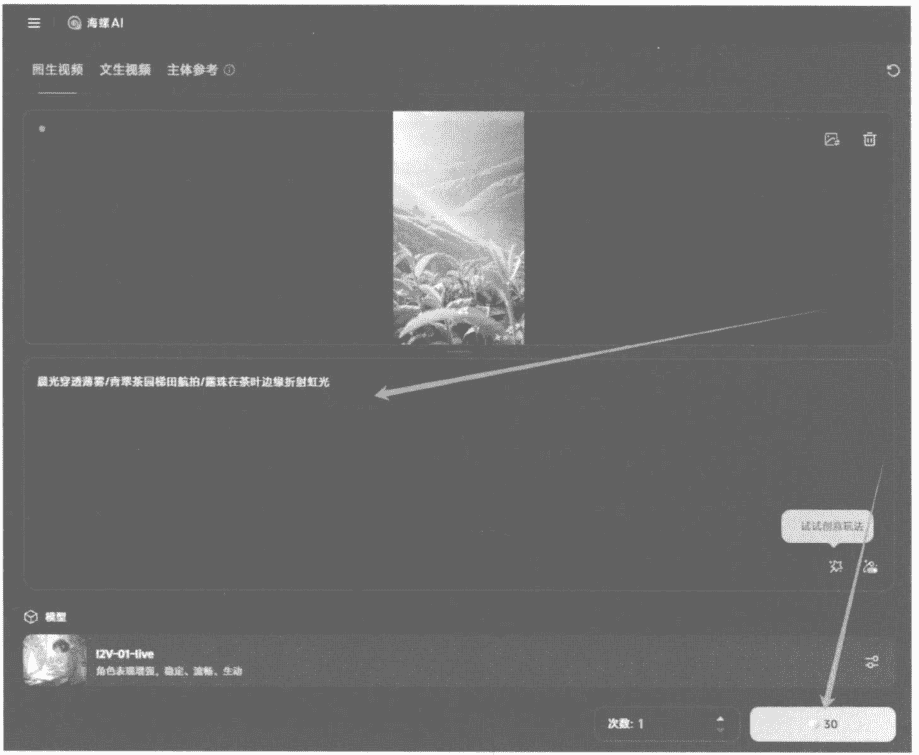 海螺AI
图生视频 文生视频 主体参考
晨光穿透薄雾/青翠茶园梯田航拍/露珠在茶叶边缘折射虹光
试试创意玩法
模型
I2V-01-live
角色表现增强、稳定、流畅、生动
次数: 1
30